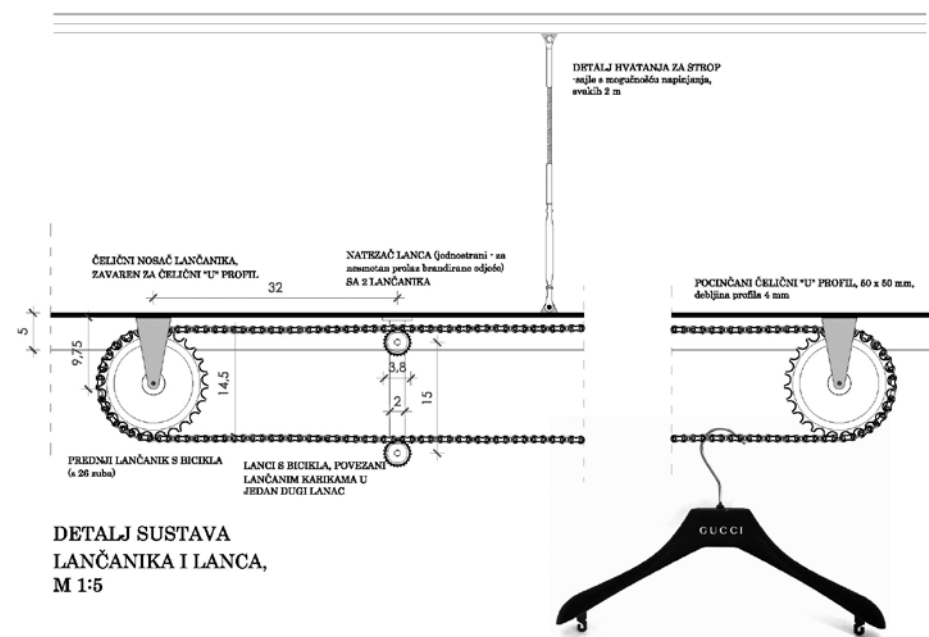 DETALJ HVATANJA ZA STROP
-sajle s mogućnošću napinjanja,
svakih 2 m
ČELIČNI NOSAČ LANČANIKA,
ZAVAREN ZA ČELIČNI "U" PROFIL
NATEZAČ LANCA (jednostrani - za
nesmetan prolaz brandirane odjeće)
SA 2 LANČANIKA
POCINČANI ČELIČNI "U" PROFIL, 50 x 50 mm,
debljina profila 4 mm
32
5
9,75
14,5
3,8
2
15
PREDNJI LANČANIK S BICIKLA
(s 26 zuba)
LANCI S BICIKLA, POVEZANI
LANČANIM KARIKAMA U
JEDAN DUGI LANAC
GUCCI
DETALJ SUSTAVA
LANČANIKA I LANCA,
M 1:5